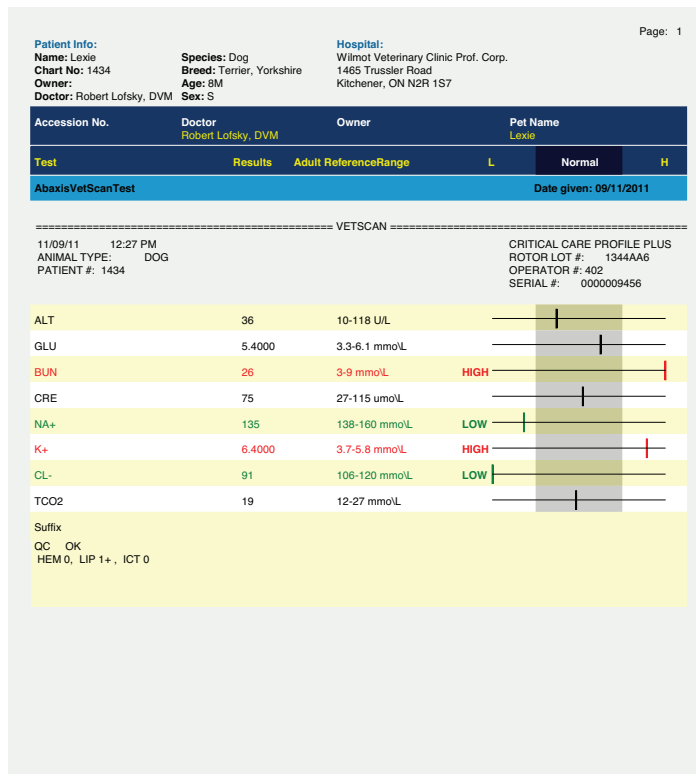 Page: 1
Patient Info:
Name: Lexie
Chart No: 1434
Owner:
Doctor: Robert Lofsky, DVM
Species: Dog
Breed: Terrier, Yorkshire
Age: 8M
Sex: S
Hospital:
Wilmot Veterinary Clinic Prof. Corp.
1465 Trussler Road
Kitchener, ON N2R 1S7
Accession No. Doctor Owner Pet Name
Robert Lofsky, DVM Lexie
Test Results Adult ReferenceRange L Normal H
AbaxisVetScanTest Date given: 09/11/2011
=============================================== VETSCAN ===============================================
11/09/11 12:27 PM
ANIMAL TYPE: DOG
PATIENT #: 1434
CRITICAL CARE PROFILE PLUS
ROTOR LOT #: 1344AA6
OPERATOR #: 402
SERIAL #: 0000009456
ALT 36 10-118 U/L
GLU 5.4000 3.3-6.1 mmo\L
BUN 26 3-9 mmo\L HIGH
CRE 75 27-115 umo\L
NA+ 135 138-160 mmo\L LOW
K+ 6.4000 3.7-5.8 mmo\L HIGH
CL- 91 106-120 mmo\L LOW
TCO2 19 12-27 mmo\L
Suffix
QC OK
HEM 0, LIP 1+ , ICT 0